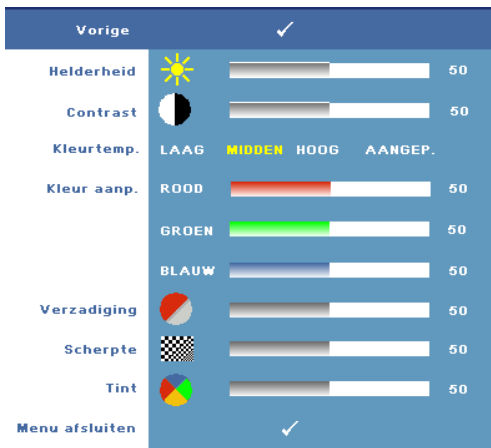 Vorige
Helderheid 50
Contrast 50
Kleurtemp. LAAG MIDDEN HOOG AANGEP.
Kleur aanp. ROOD 50
GROEN 50
BLAUW 50
Verzadiging 50
Scherpte 50
Tint 50
Menu afsluiten